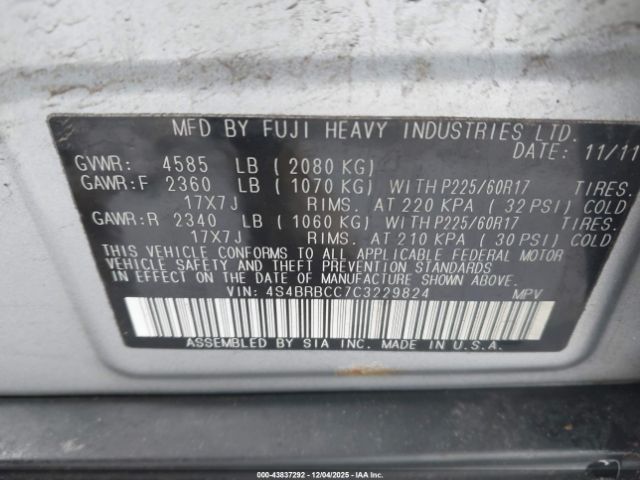 MFD BY FUJI HEAVY INDUSTRIES LTD.
DATE: 11/11
GVWR: 4585 LB ( 2080 KG)
GAWR:F 2360 LB ( 1070 KG) WITH P225/60R17 TIRES.
17X7J RIMS. AT 220 KPA ( 32 PSI) COLD
GAWR:R 2340 LB ( 1060 KG) WITH P225/60R17 TIRES.
17X7J RIMS. AT 210 KPA ( 30 PSI) COLD
THIS VEHICLE CONFORMS TO ALL APPLICABLE FEDERAL MOTOR
VEHICLE SAFETY AND THEFT PREVENTION STANDARDS
IN EFFECT ON THE DATE OF MANUFACTURE SHOWN ABOVE.
VIN: 4S4BRBCC7C3229824 MPV
ASSEMBLED BY SIA INC. MADE IN U.S.A.
000-43837292 - 12/04/2025 - IAA Inc.